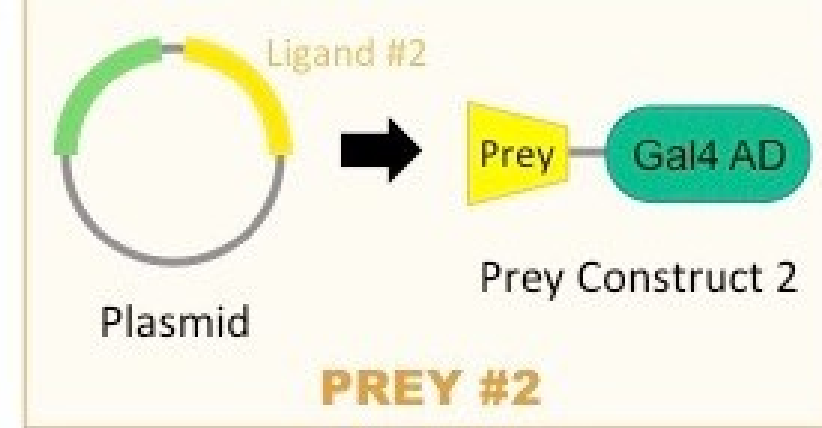 Ligand #2
Prey
Gal4 AD
Prey Construct 2
Plasmid
PREY #2